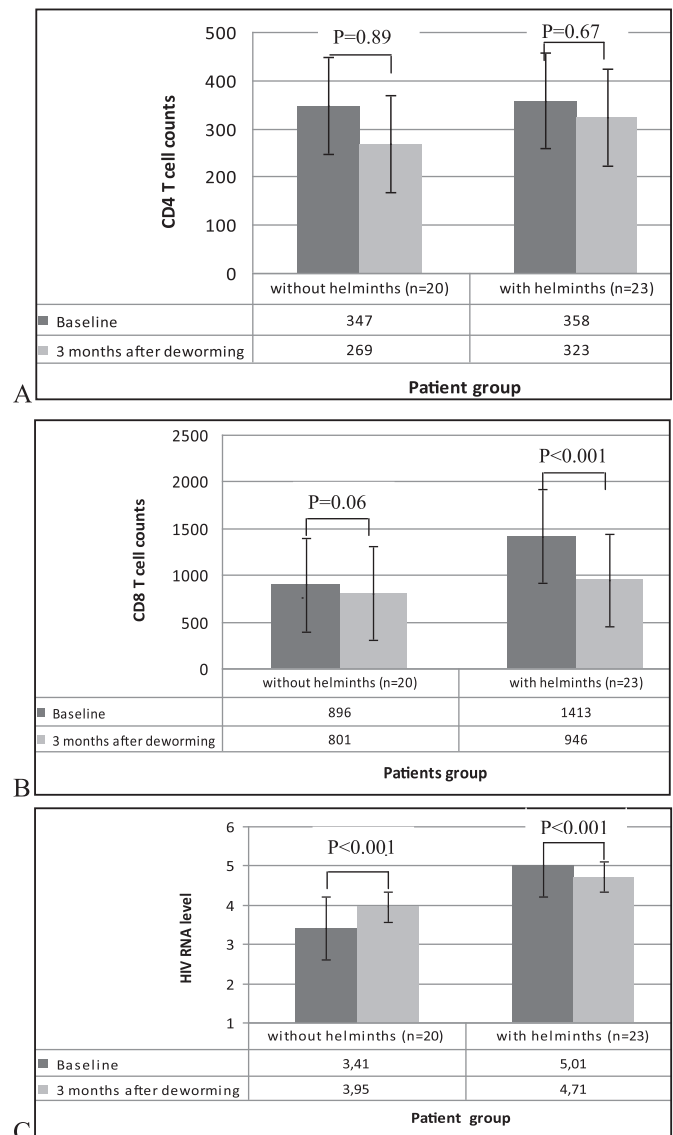 500
P=0.89
P=0.67
400
300
200
100
0
CD4 T cell counts
without helminths (n=20) with helminths (n=23)
Baseline 347 358
3 months after deworming 269 323
Patient group
A
2500
P<0.001
2000
P=0.06
1500
1000
500
0
CD8 T cell counts
without helminths (n=20) with helminths (n=23)
Baseline 896 1413
3 months after deworming 801 946
Patients group
B
6
P<0.001
P<0.001
5
4
3
2
1
HIV RNA level
without helminths (n=20) with helminths (n=23)
Baseline 3,41 5,01
3 months after deworming 3,95 4,71
Patient group
C